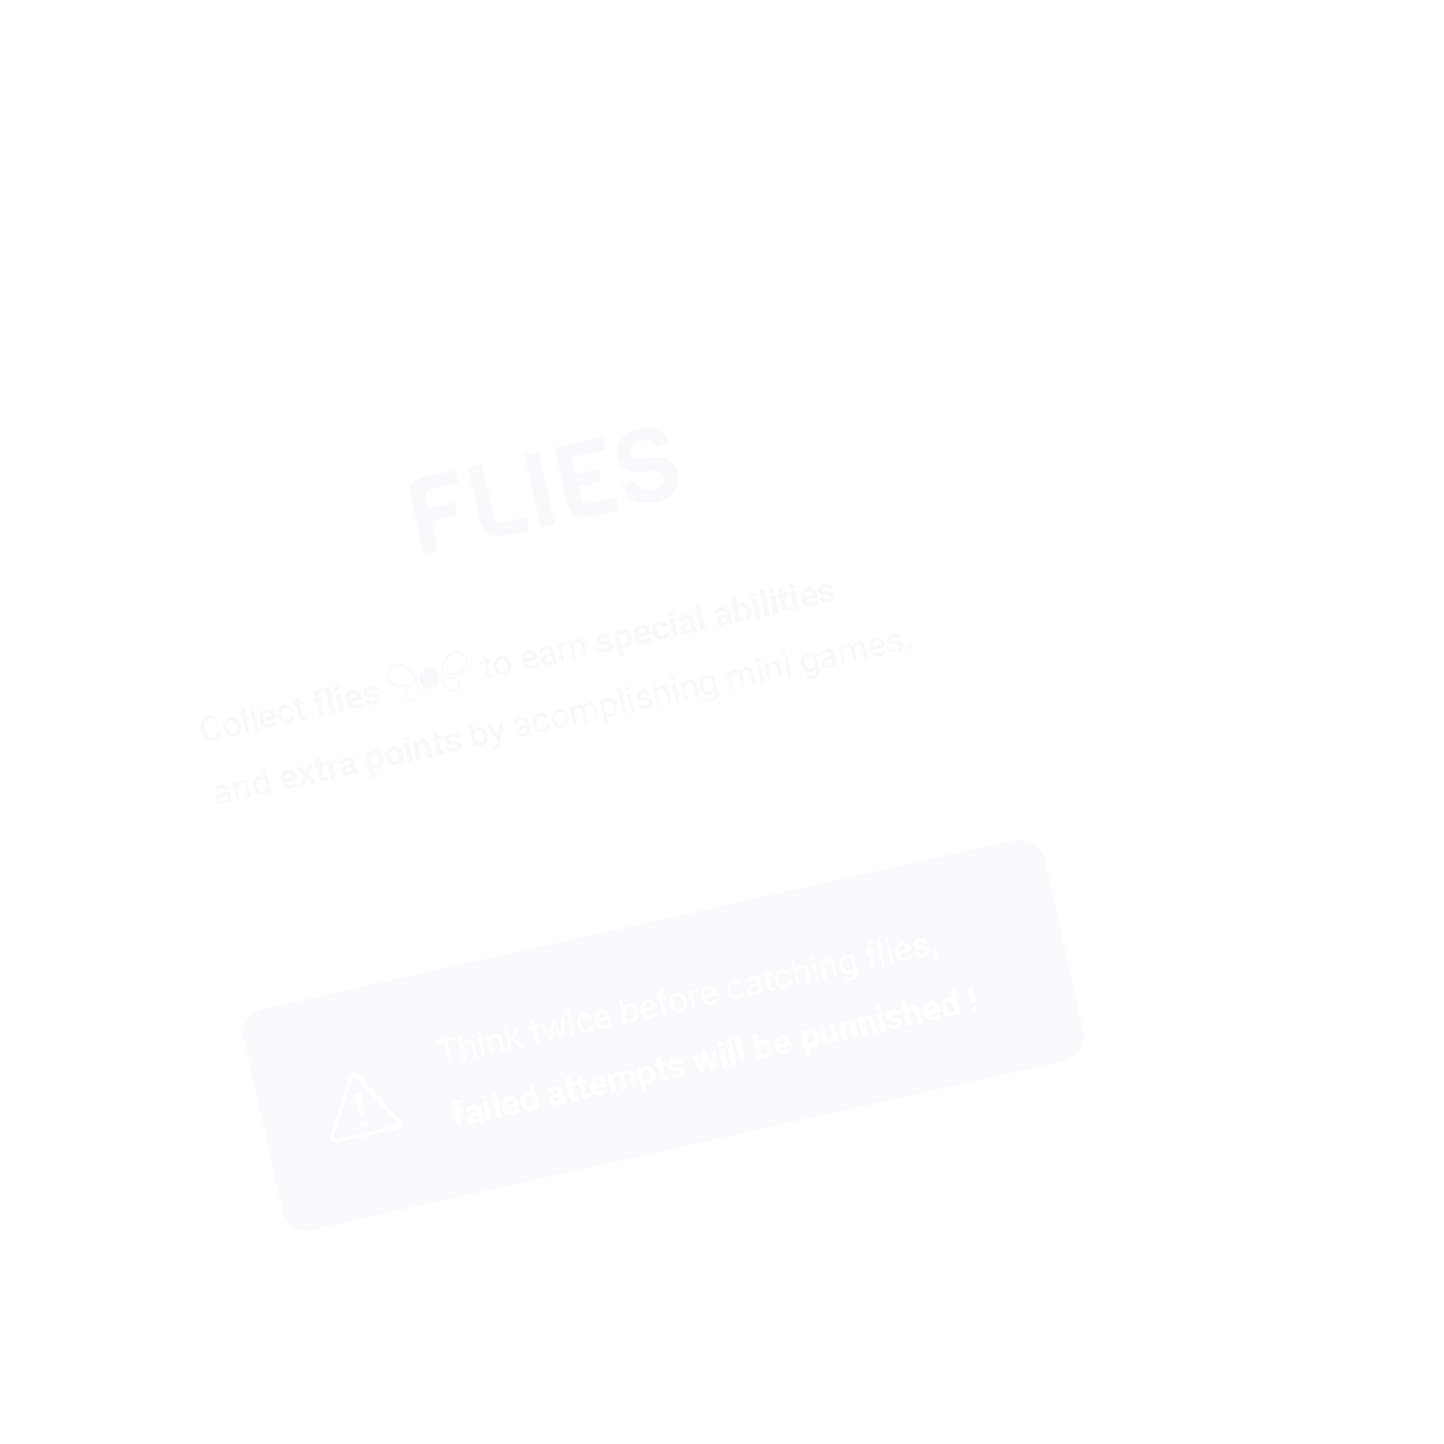 FLIES
Collect flies to earn special abilities
and extra points by acomplishing mini games.
Think twice before catching flies,
failed attempts will be punnished !